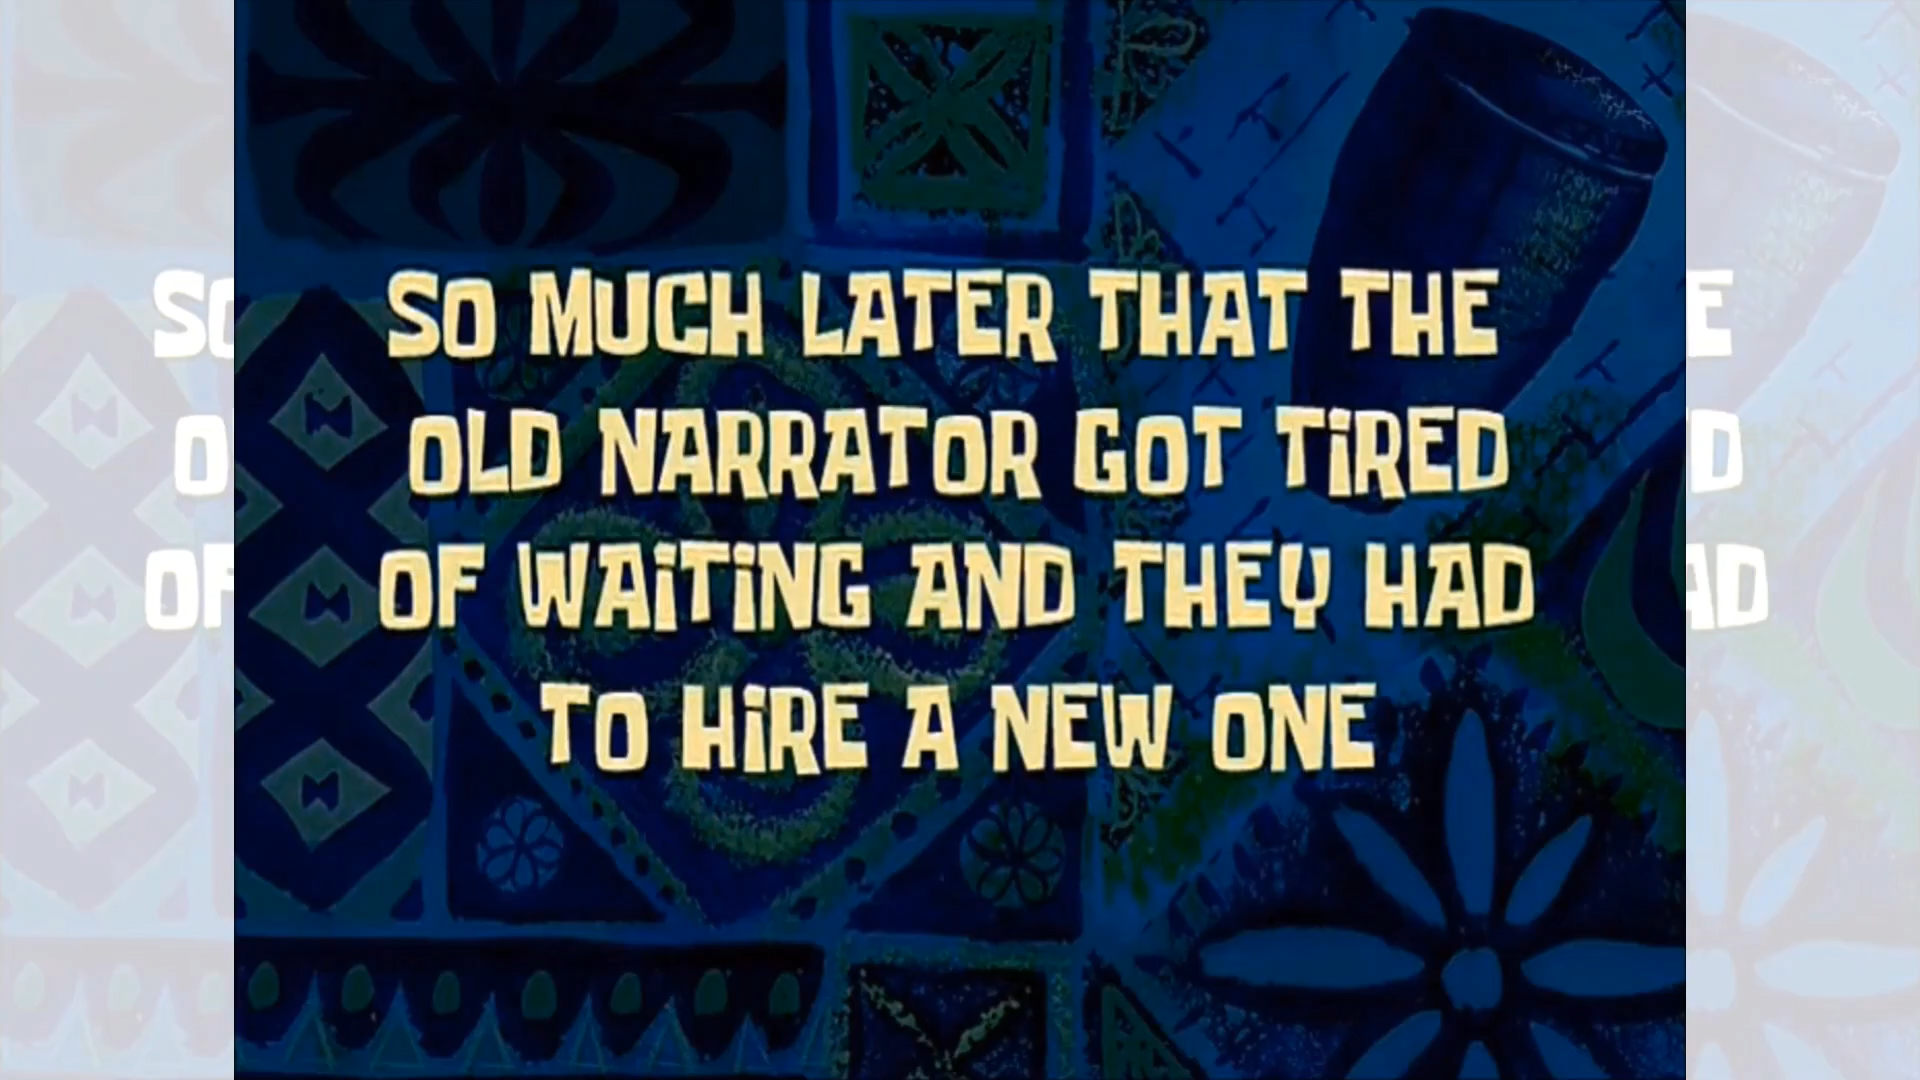 SO MUCH LATER THAT THE
OLD NARRATOR GOT TIRED
OF WAITING AND THEY HAD
TO HIRE A NEW ONE